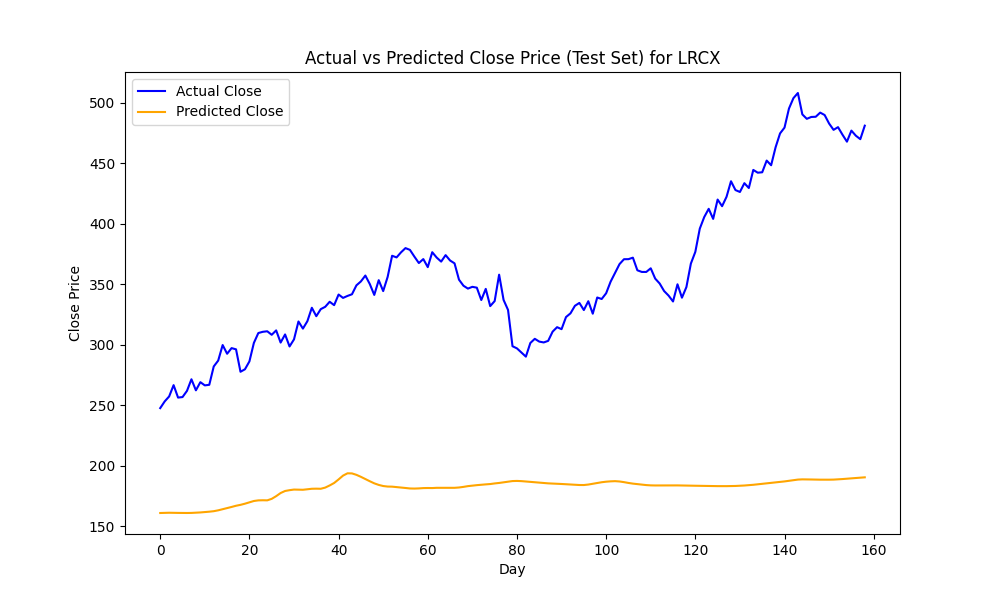 Actual vs Predicted Close Price (Test Set) for LRCX
Actual Close
Predicted Close
500
450
400
350
300
250
200
150
Close Price
0 20 40 60 80 100 120 140 160
Day